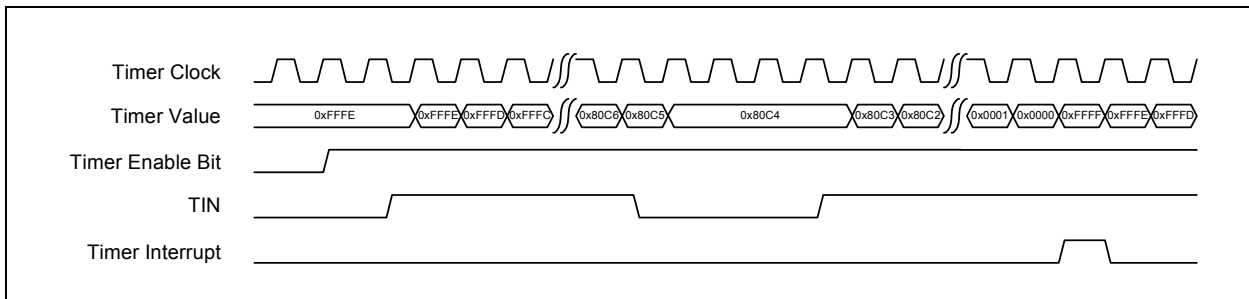 Timer Clock
Timer Value 0xFFFE 0xFFFE 0xFFFD 0xFFFC 0x80C6 0x80C5 0x80C4 0x80C3 0x80C2 0x0001 0x0000 0xFFFF 0xFFFE 0xFFFD
Timer Enable Bit
TIN
Timer Interrupt